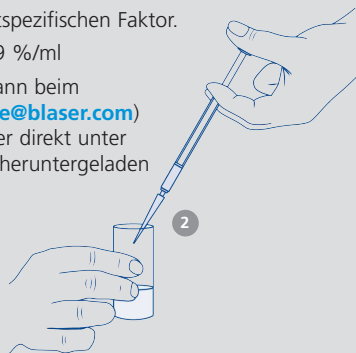 tspezifischen Faktor.
9 %/ml
ann beim
e@blaser.com)
er direkt unter
heruntergeladen
2